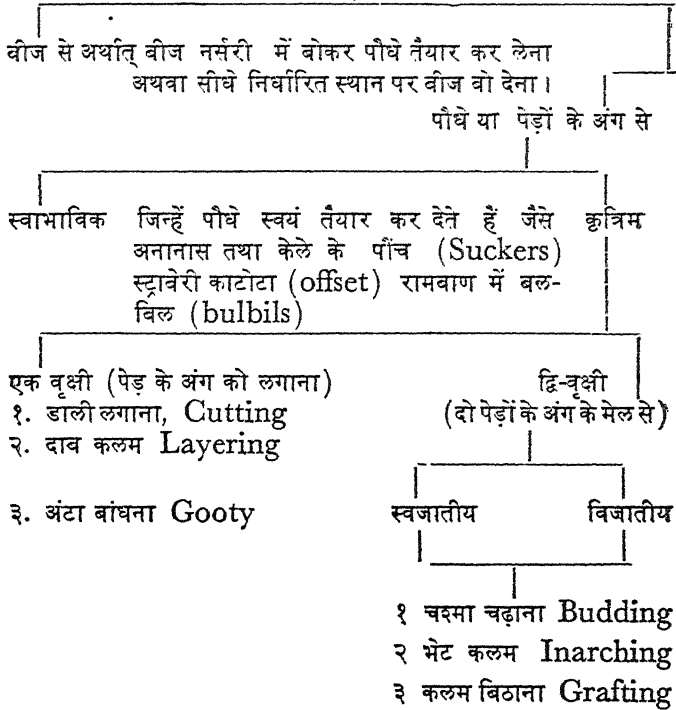 वीज से अर्थात् वीज नर्सरी में बोकर पौधे तैयार कर लेना
अथवा सीधे निर्धारित स्थान पर वीज वो देना।
पौधे या पेड़ों के अंग से
स्वाभाविक जिन्हें पौधे स्वयं तैयार कर देते हैं जैसे कृत्रिम
अनानास तथा केले के पौंच (Suckers)
स्ट्रावेरी काटोटा (offset) रामवाण में बल-
विल (bulbils)
एक वृक्षी (पेड़ के अंग को लगाना) द्वि-वृक्षी
१. डाली लगाना, Cutting (दो पेड़ों के अंग के मेल से)
२. दाव कलम Layering
३. अंटा बांधना Gooty स्वजातीय विजातीय
१ चश्मा चढ़ाना Budding
२ भेट कलम Inarching
३ कलम बिठाना Grafting